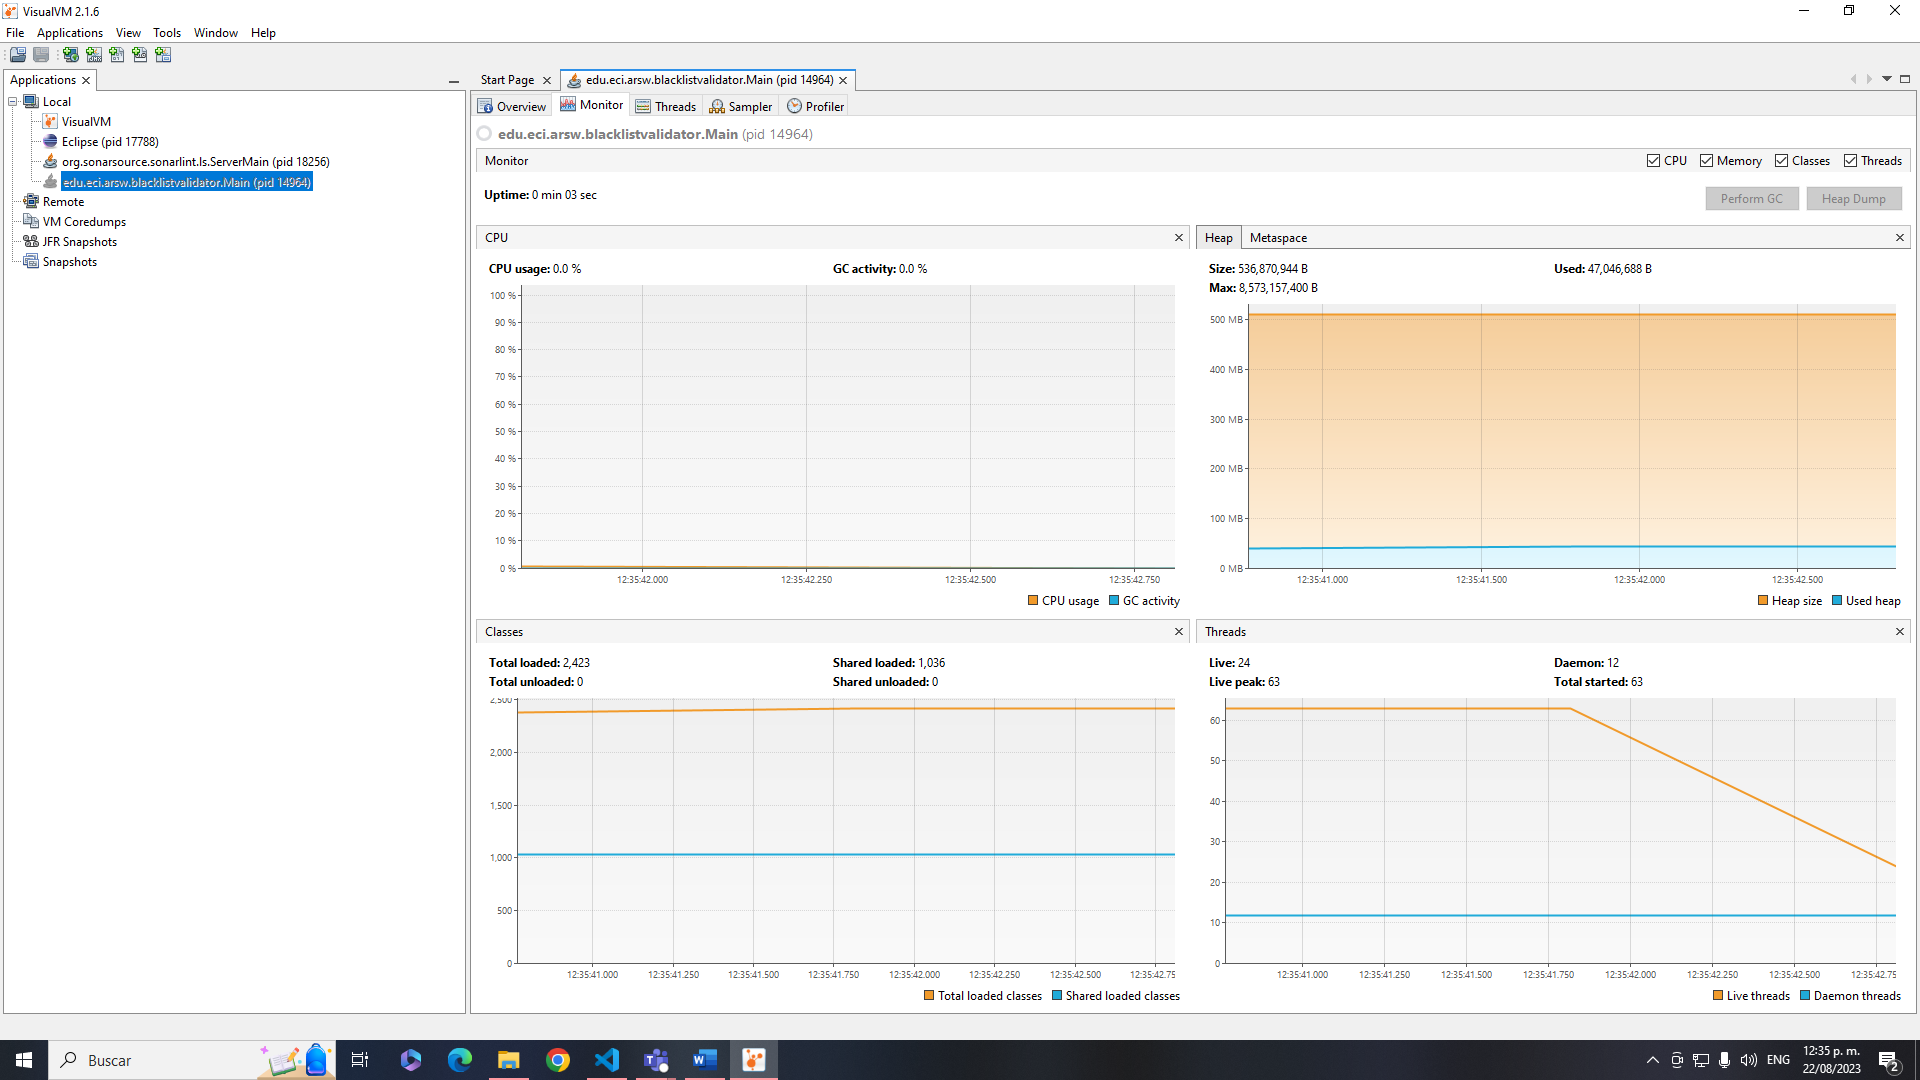 VisualVM 2.1.6
File Applications View Tools Window Help
Applications
Local
VisualVM
Eclipse (pid 17788)
org.sonarsource.sonarlint.ls.ServerMain (pid 18256)
edu.eci.arsw.blacklistvalidator.Main (pid 14964)
Remote
VM Coredumps
JFR Snapshots
Snapshots
Start Page edu.eci.arsw.blacklistvalidator.Main (pid 14964)
Overview Monitor Threads Sampler Profiler
edu.eci.arsw.blacklistvalidator.Main (pid 14964)
Monitor CPU Memory Classes Threads
Uptime: 0 min 03 sec
Perform GC Heap Dump
CPU
CPU usage: 0.0 % GC activity: 0.0 %
100 %
90 %
80 %
70 %
60 %
50 %
40 %
30 %
20 %
10 %
0 %
12:35:42.000 12:35:42.250 12:35:42.500 12:35:42.750
CPU usage GC activity
Heap Metaspace
Size: 536,870,944 B Used: 47,046,688 B
Max: 8,573,157,400 B
500 MB
400 MB
300 MB
200 MB
100 MB
0 MB
12:35:41.000 12:35:41.500 12:35:42.000 12:35:42.500
Heap size Used heap
Classes
Total loaded: 2,423 Shared loaded: 1,036
Total unloaded: 0 Shared unloaded: 0
2,500
2,000
1,500
1,000
500
0
12:35:41.000 12:35:41.250 12:35:41.500 12:35:41.750 12:35:42.000 12:35:42.250 12:35:42.500 12:35:42.75
Total loaded classes Shared loaded classes
Threads
Live: 24 Daemon: 12
Live peak: 63 Total started: 63
60
50
40
30
20
10
0
12:35:41.000 12:35:41.250 12:35:41.500 12:35:41.750 12:35:42.000 12:35:42.250 12:35:42.500 12:35:42.75
Live threads Daemon threads
Buscar
ENG
12:35 p. m.
22/08/2023
2